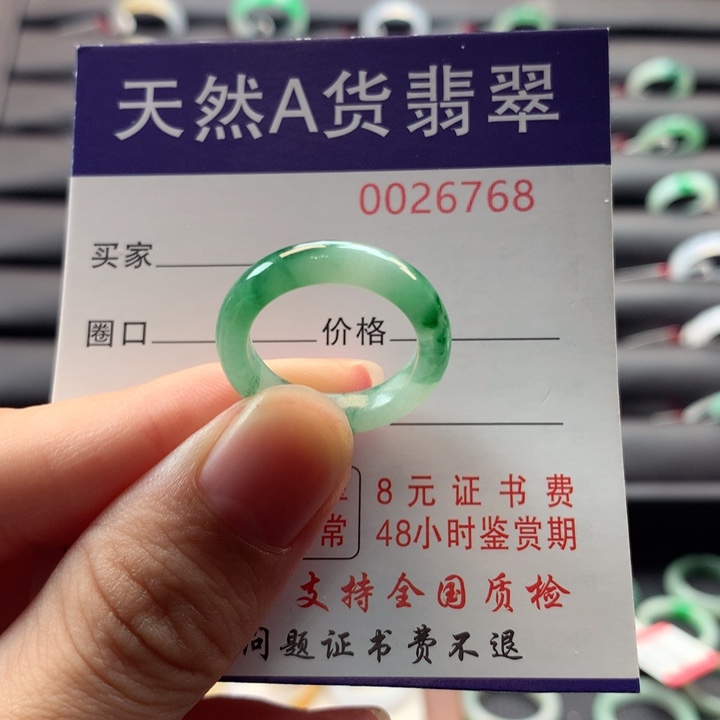 天然A货翡翠
0026768
买家
圈口 价格
8元证书费
常 48小时鉴赏期
支持全国质检
问题证书费不退